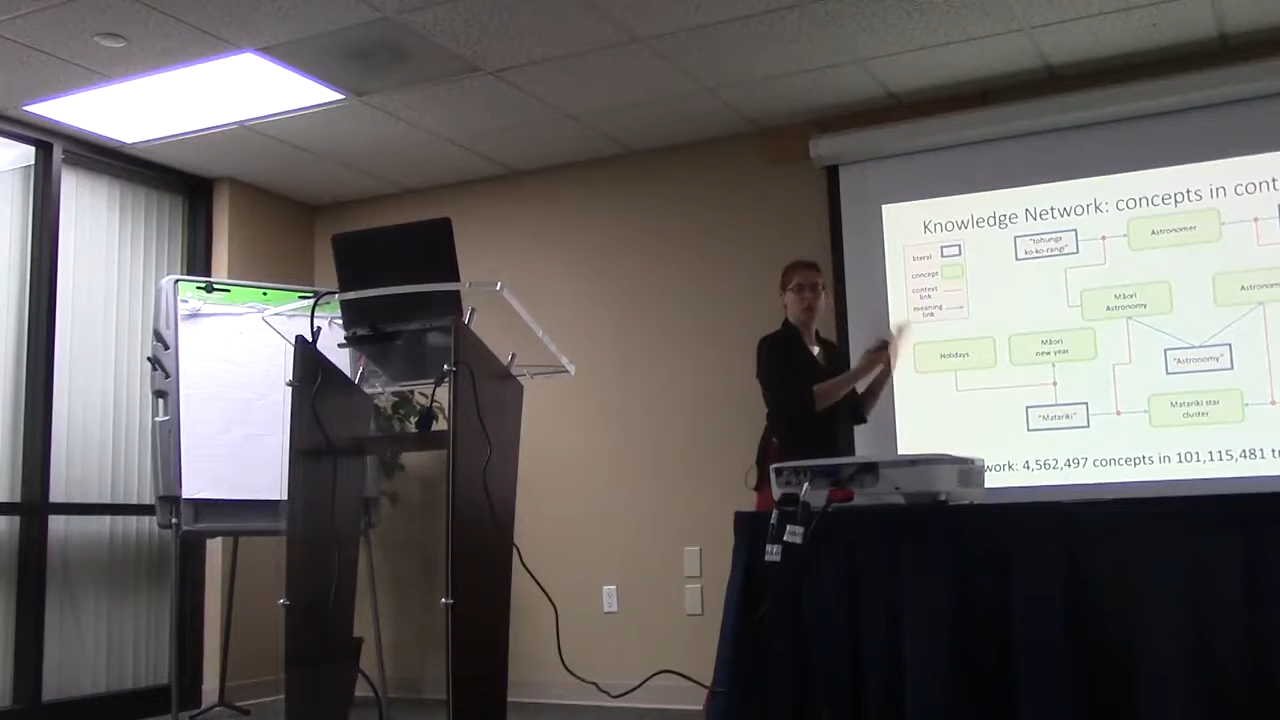 Knowledge Network: concepts in cont
literal
concept
context
link
meaning
link
"tohunga
ko-ko-rangi"
Astronomer
Māori
Astronomy
Astronom
Holidays
Māori
new year
"Astronomy"
"Matariki"
Matariki star
cluster
work: 4,562,497 concepts in 101,115,481 tr